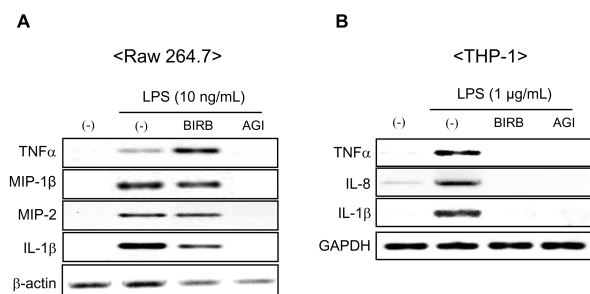 A
<Raw 264.7>
LPS (10 ng/mL)
(-) (-) BIRB AGI
TNFα
MIP-1β
MIP-2
IL-1β
β-actin
B
<THP-1>
LPS (1 μg/mL)
(-) (-) BIRB AGI
TNFα
IL-8
IL-1β
GAPDH